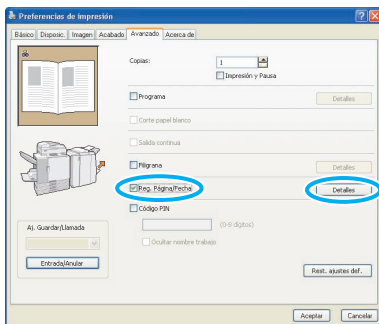 Preferencias de impresión
Básico Disposic. Imagen Acabado Avanzado Acerca de
Copias: 1
Impresión y Pausa
Programa Detalles
Corte papel blanco
Salida continua
Filigrana Detalles
Reg. Página/Fecha Detalles
Código PIN
(0-8 dígitos)
Ocultar nombre trabajo
Aj. Guardar/Llamada
Entrada/Anular
Rest. ajustes def.
Aceptar Cancelar